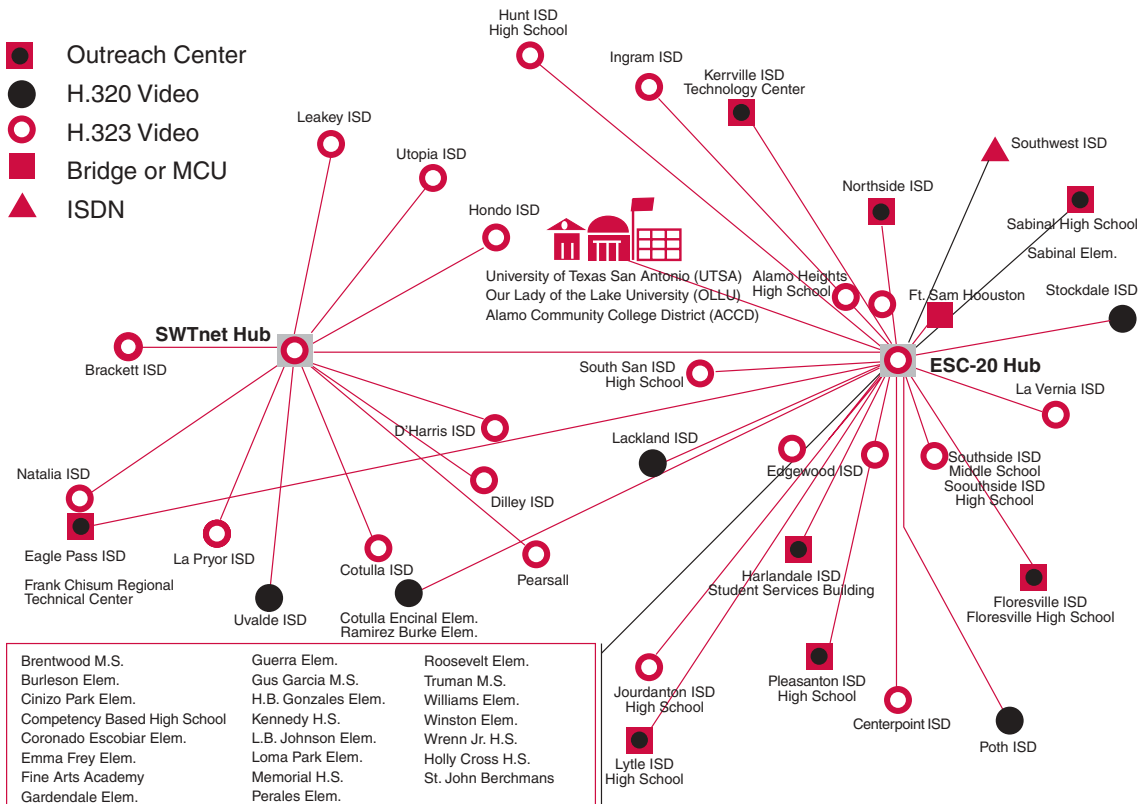 Outreach Center
H.320 Video
H.323 Video
Bridge or MCU
ISDN
Hunt ISD
High School
Ingram ISD
Kerrville ISD
Technology Center
Leakey ISD
Utopia ISD
Hondo ISD
Southwest ISD
Northside ISD
Sabinal High School
Sabinal Elem.
University of Texas San Antonio (UTSA)
Our Lady of the Lake University (OLLU)
Alamo Community College District (ACCD)
Alamo Heights
High School
Ft. Sam Hoouston
Stockdale ISD
SWTnet Hub
Brackett ISD
South San ISD
High School
ESC-20 Hub
La Vernia ISD
D'Harris ISD
Lackland ISD
Edgewood ISD
Southside ISD
Middle School
Soouthside ISD
High School
Natalia ISD
Dilley ISD
Eagle Pass ISD
Frank Chisum Regional
Technical Center
La Pryor ISD
Uvalde ISD
Cotulla ISD
Cotulla Encinal Elem.
Ramirez Burke Elem.
Pearsall
Harlandale ISD
Student Services Building
Floresville ISD
Floresville High School
Jourdanton ISD
High School
Pleasanton ISD
High School
Centerpoint ISD
Poth ISD
Lytle ISD
High School
Brentwood M.S.
Burleson Elem.
Cinizo Park Elem.
Competency Based High School
Coronado Escobiar Elem.
Emma Frey Elem.
Fine Arts Academy
Gardendale Elem.
Guerra Elem.
Gus Garcia M.S.
H.B. Gonzales Elem.
Kennedy H.S.
L.B. Johnson Elem.
Loma Park Elem.
Memorial H.S.
Perales Elem.
Roosevelt Elem.
Truman M.S.
Williams Elem.
Winston Elem.
Wrenn Jr. H.S.
Holly Cross H.S.
St. John Berchmans